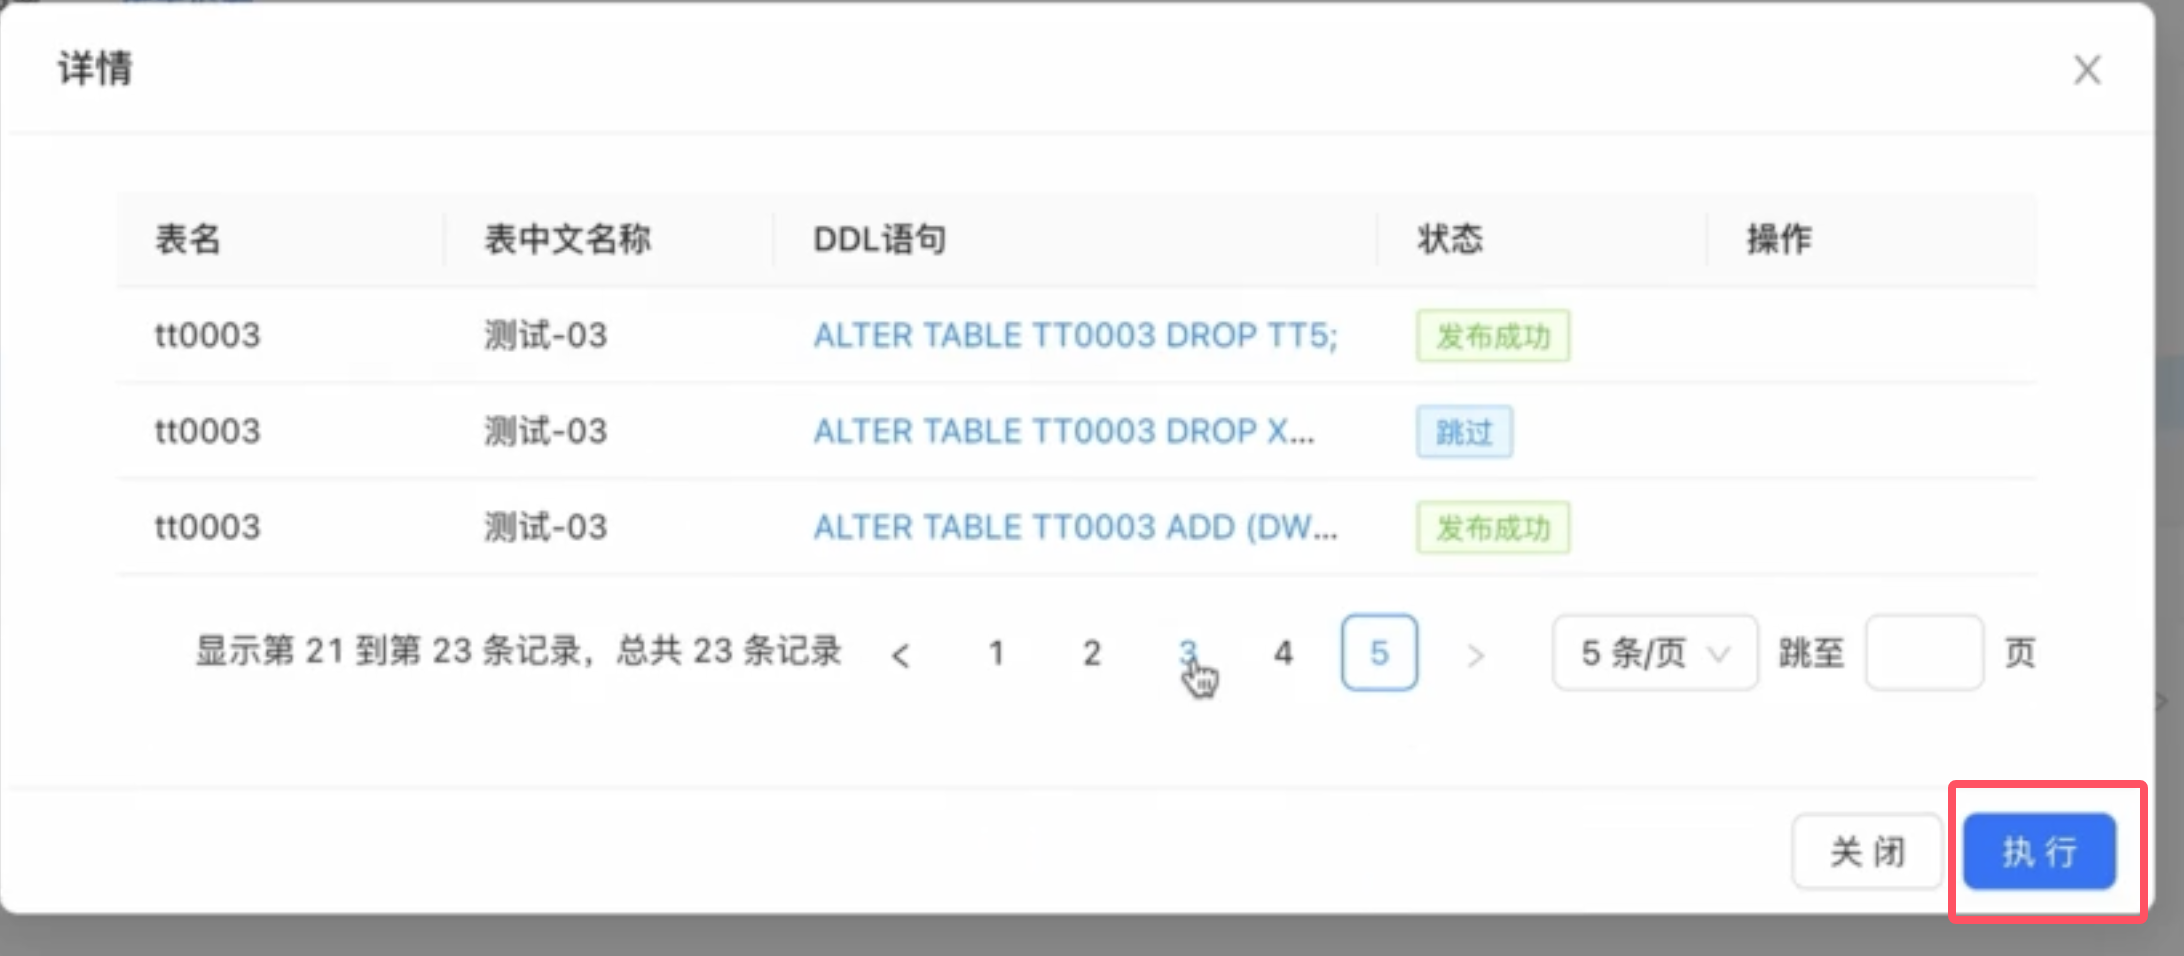 详情
表名 表中文名称 DDL语句 状态 操作
tt0003 测试-03 ALTER TABLE TT0003 DROP TT5; 发布成功
tt0003 测试-03 ALTER TABLE TT0003 DROP X... 跳过
tt0003 测试-03 ALTER TABLE TT0003 ADD (DW... 发布成功
显示第 21 到第 23 条记录，总共 23 条记录 < 1 2 3 4 5 > 5 条/页 跳至 页
关闭 执行